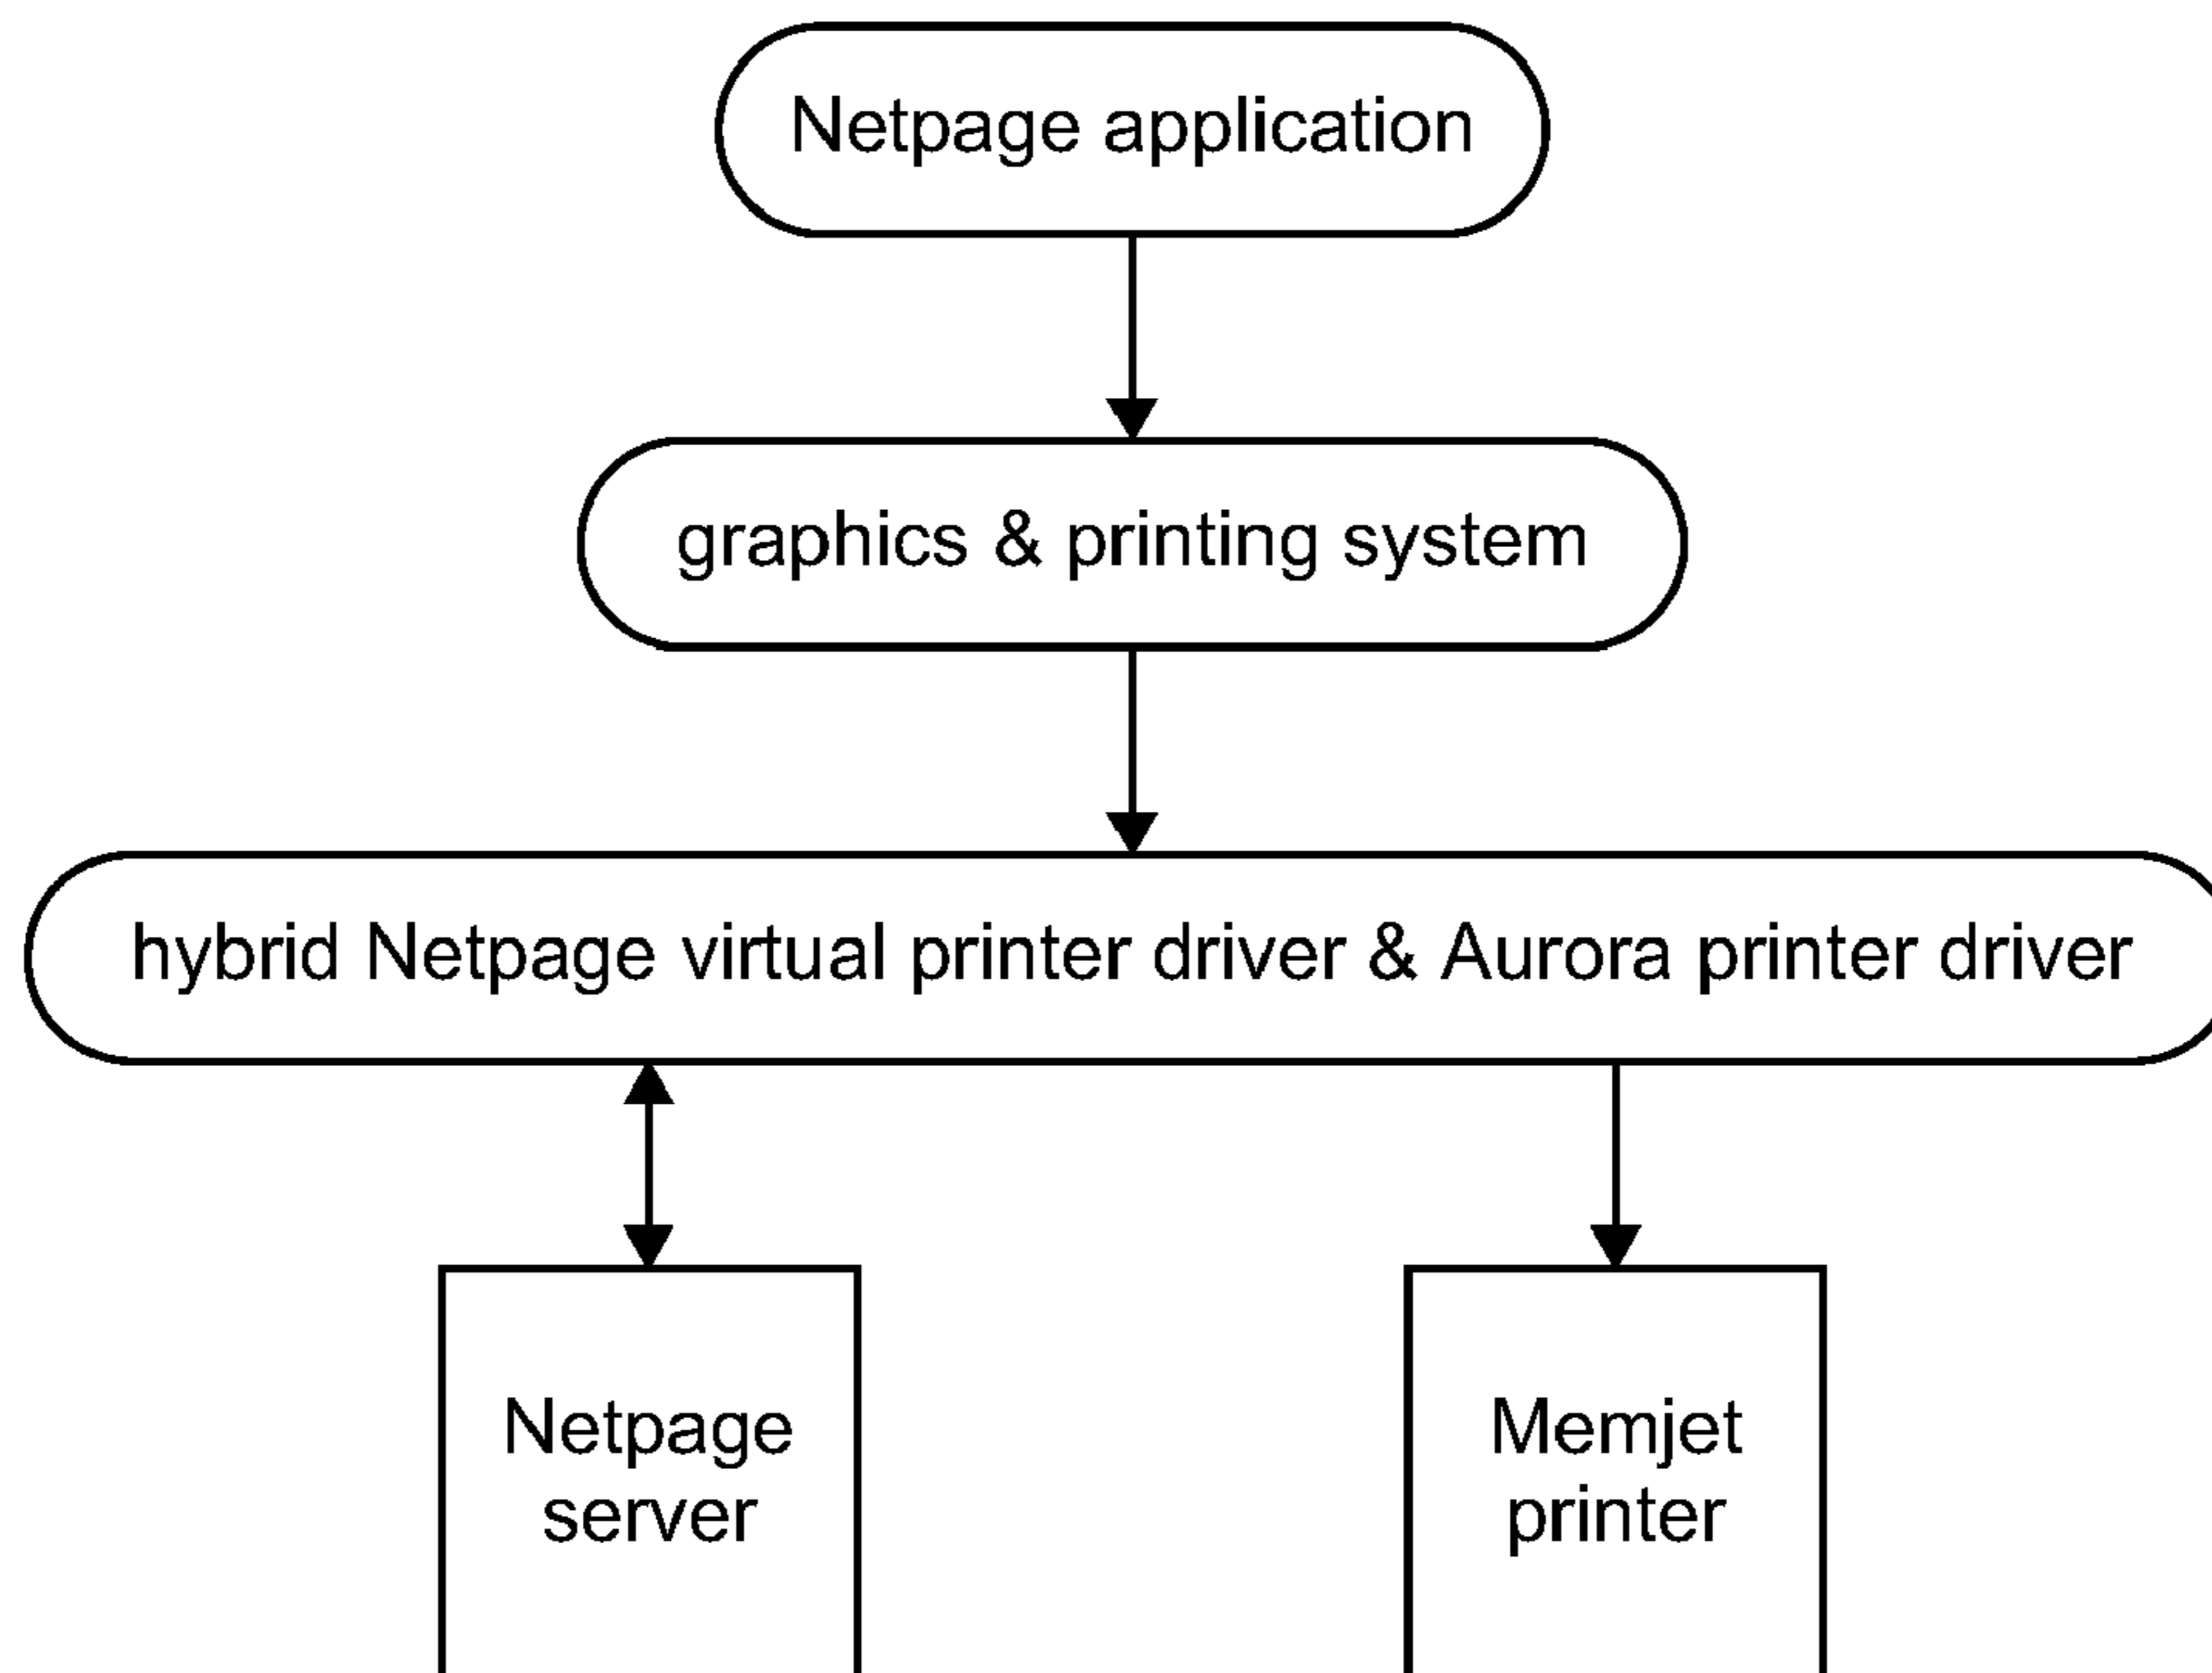 Netpage application
graphics & printing system
hybrid Netpage virtual printer driver & Aurora printer driver
Netpage
server
Memjet
printer